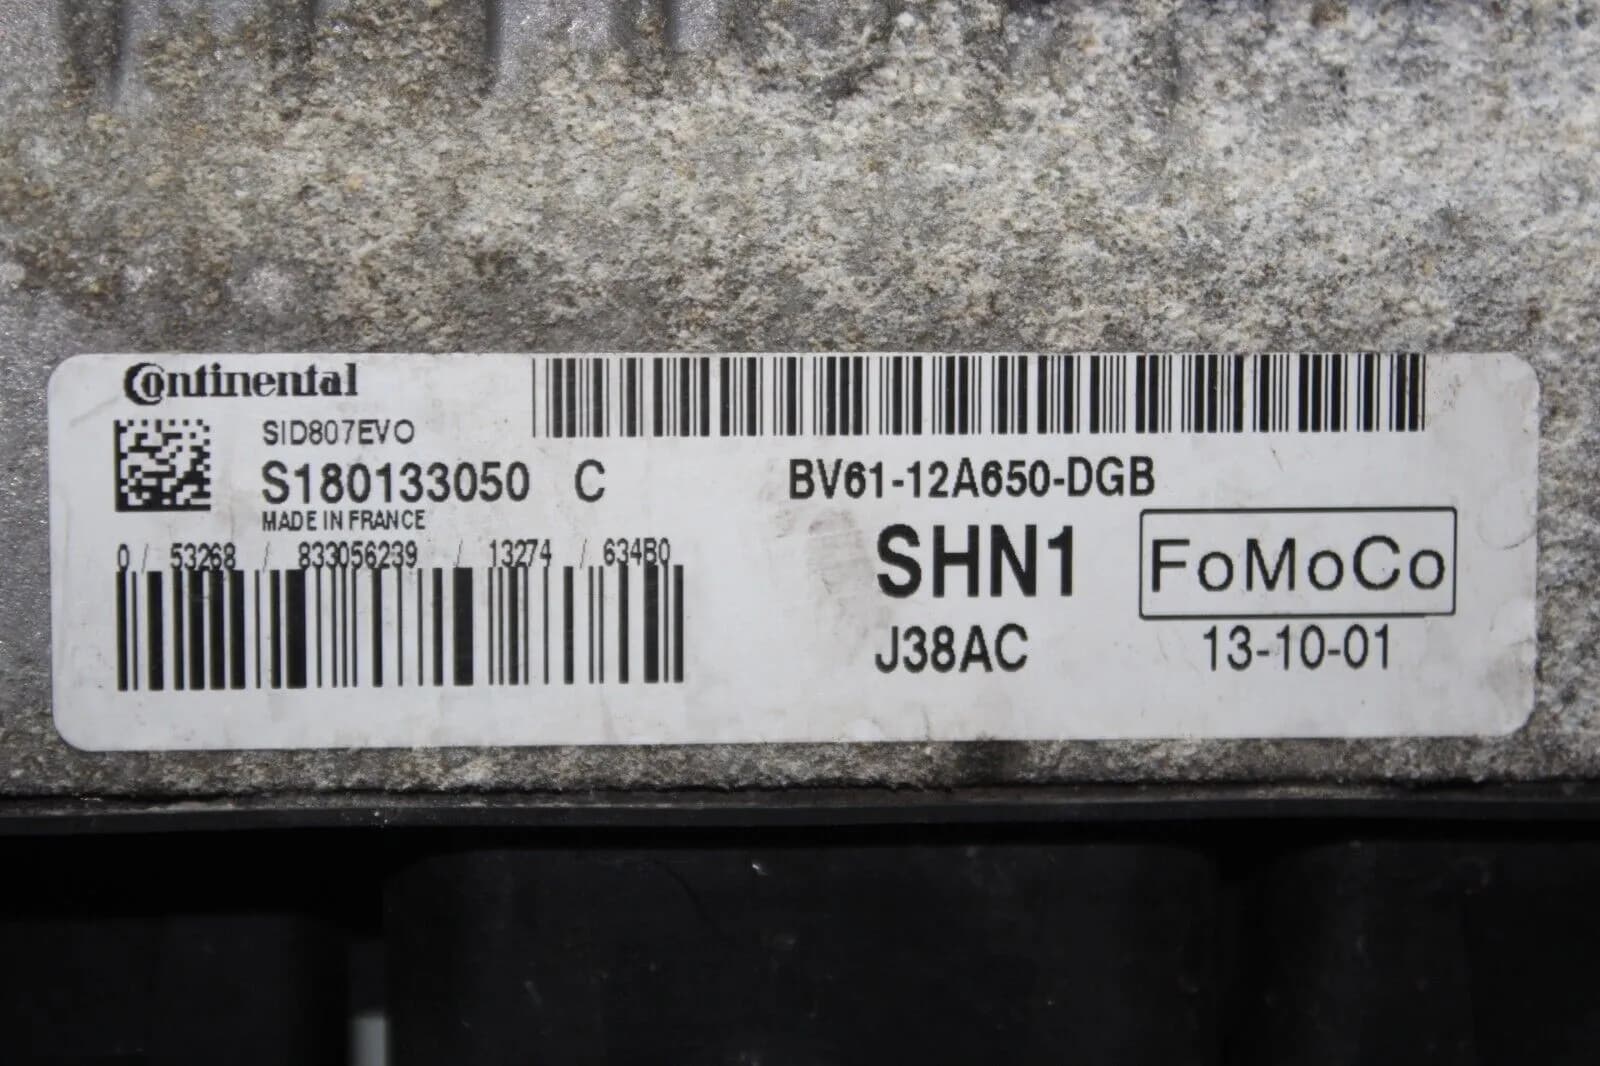 Continental
SID807EVO
S180133050 C
MADE IN FRANCE
0 / 53268 / 833056239 / 13274 / 634B0
BV61-12A650-DGB
SHN1
FoMoCo
J38AC
13-10-01